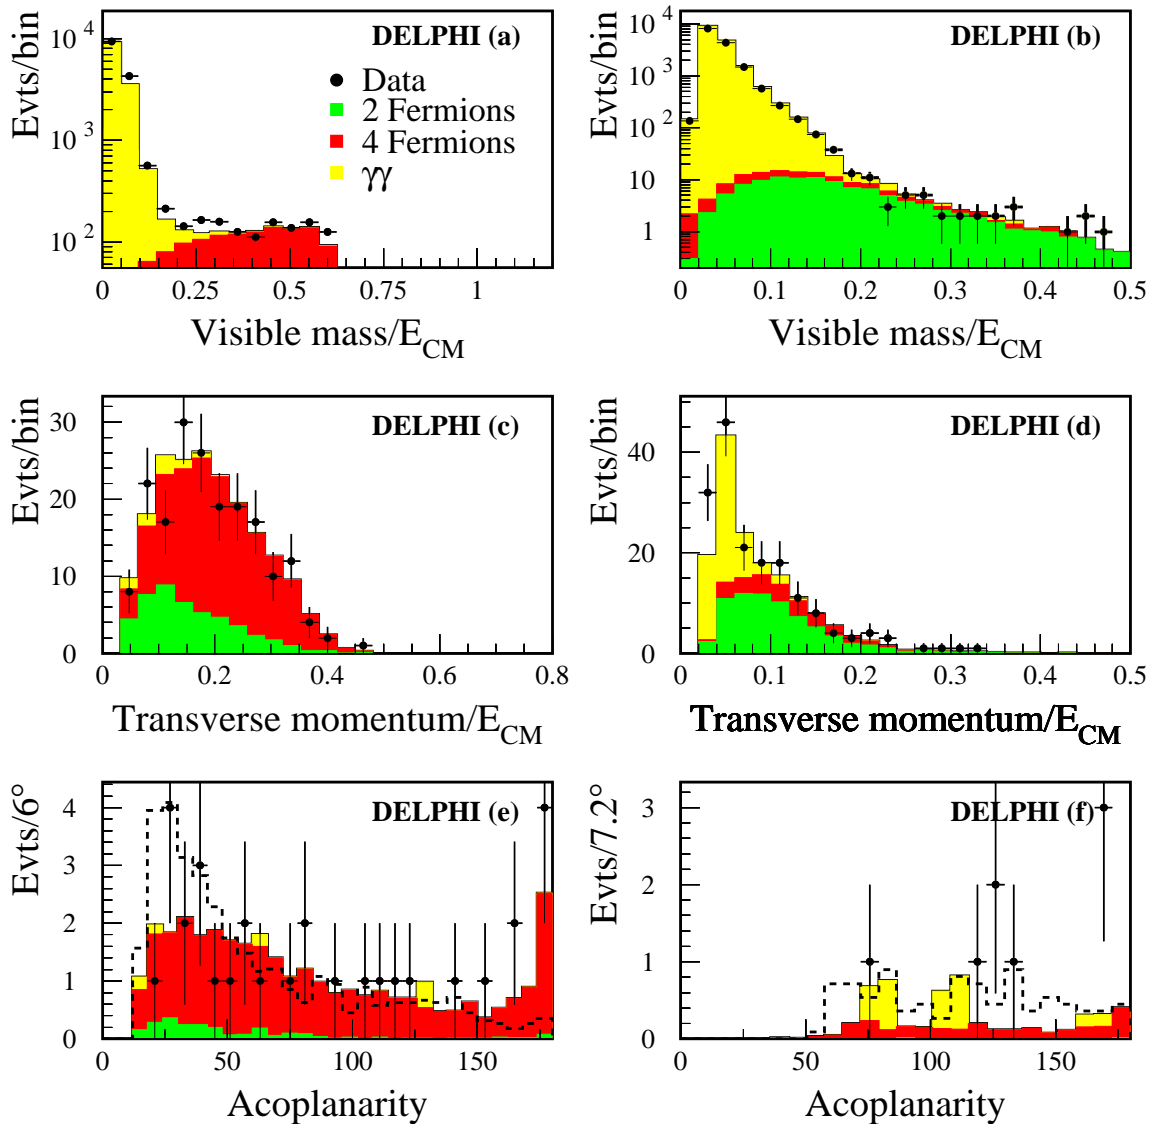 DELPHI (a)
Evts/bin
10^4
10^3
10^2
Data
2 Fermions
4 Fermions
γγ
0 0.25 0.5 0.75 1
Visible mass/E_CM
DELPHI (b)
Evts/bin
10^4
10^3
10^2
10
1
0 0.1 0.2 0.3 0.4 0.5
Visible mass/E_CM
DELPHI (c)
Evts/bin
30
20
10
0
0 0.2 0.4 0.6 0.8
Transverse momentum/E_CM
DELPHI (d)
Evts/bin
40
20
0
0 0.1 0.2 0.3 0.4 0.5
Transverse momentum/E_CM
DELPHI (e)
Evts/6°
4
3
2
1
0
0 50 100 150
Acoplanarity
DELPHI (f)
Evts/7.2°
3
2
1
0
0 50 100 150
Acoplanarity